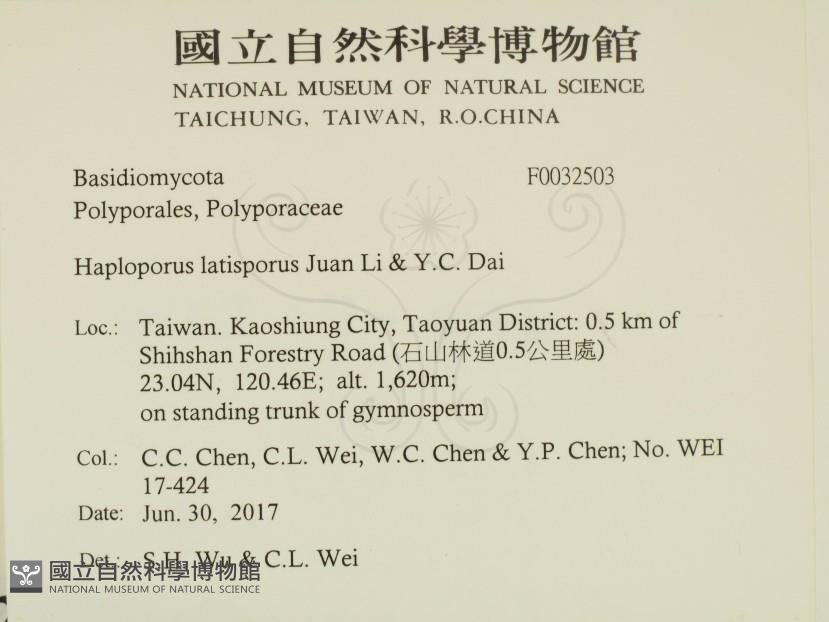 國立自然科學博物館
NATIONAL MUSEUM OF NATURAL SCIENCE
TAICHUNG, TAIWAN, R.O.CHINA
Basidiomycota F0032503
Polyporales, Polyporaceae
Haploporus latisporus Juan Li & Y.C. Dai
Loc.: Taiwan. Kaoshiung City, Taoyuan District: 0.5 km of
Shihshan Forestry Road (石山林道0.5公里處)
23.04N, 120.46E; alt. 1,620m;
on standing trunk of gymnosperm
Col.: C.C. Chen, C.L. Wei, W.C. Chen & Y.P. Chen; No. WEI
17-424
Date: Jun. 30, 2017
Det.: S.H. Wu & C.L. Wei
國立自然科學博物館
NATIONAL MUSEUM OF NATURAL SCIENCE